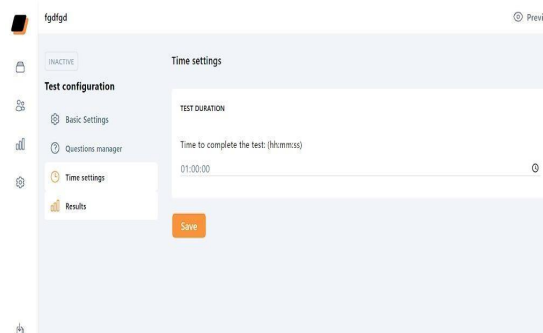 fgdfgd
Previ
INACTIVE
Test configuration
Basic Settings
Questions manager
Time settings
Results
Time settings
TEST DURATION
Time to complete the test: (hh:mm:ss)
01:00:00
Save